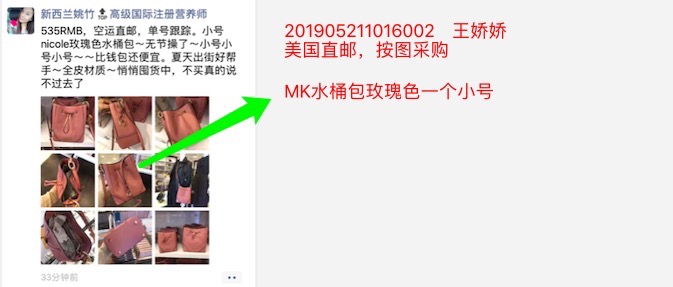 新西兰姚竹🔝高级国际注册营养师
535RMB，空运直邮，单号跟踪。小号
nicole玫瑰色水桶包～无节操了～小号小
号小号～～比钱包还便宜。夏天出街好帮
手～全皮材质～悄悄囤货中，不买真的说
不过去了
33分钟前
201905211016002 王娇娇
美国直邮，按图采购
MK水桶包玫瑰色一个小号